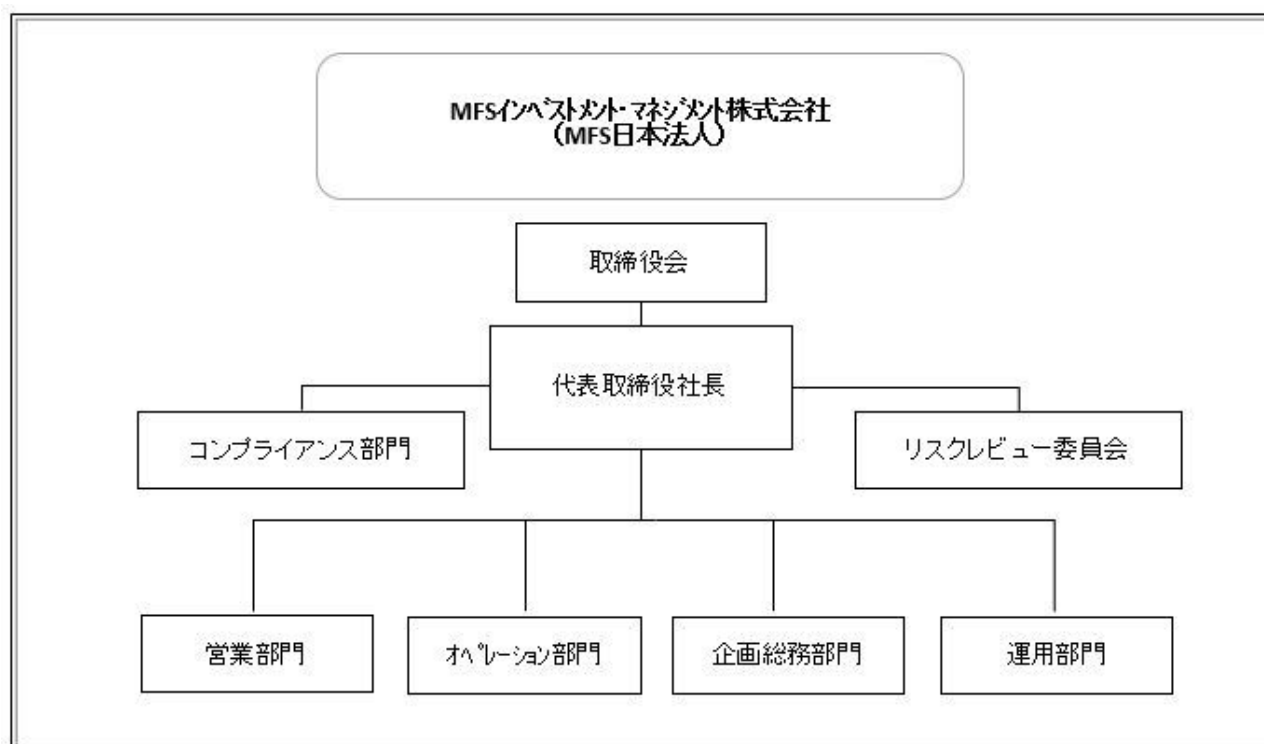 MFSｲﾝﾍﾞｽﾄﾒﾝﾄ･ﾏﾈｼﾞﾒﾝﾄ株式会社
（MFS日本法人）
取締役会
代表取締役社長
コンプライアンス部門
リスクレビュー委員会
営業部門
ｵﾍﾟﾚｰｼｮﾝ部門
企画総務部門
運用部門